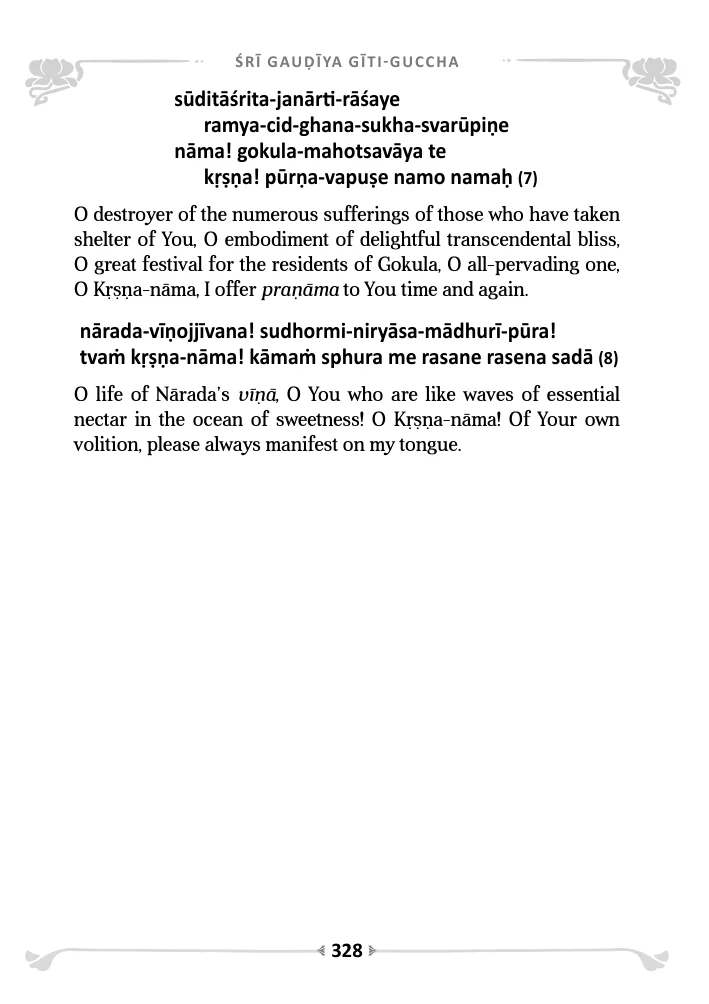 ŚRĪ GAUḌĪYA GĪTI-GUCCHA
sūditāśrita-janārti-rāśaye
ramya-cid-ghana-sukha-svarūpiṇe
nāma! gokula-mahotsavāya te
kṛṣṇa! pūrṇa-vapuṣe namo namaḥ (7)
O destroyer of the numerous sufferings of those who have taken
shelter of You, O embodiment of delightful transcendental bliss,
O great festival for the residents of Gokula, O all-pervading one,
O Kṛṣṇa-nāma, I offer praṇāma to You time and again.
nārada-vīṇojjīvana! sudhormi-niryāsa-mādhurī-pūra!
tvaṁ kṛṣṇa-nāma! kāmaṁ sphura me rasane rasena sadā (8)
O life of Nārada’s vīṇā, O You who are like waves of essential
nectar in the ocean of sweetness! O Kṛṣṇa-nāma! Of Your own
volition, please always manifest on my tongue.
328